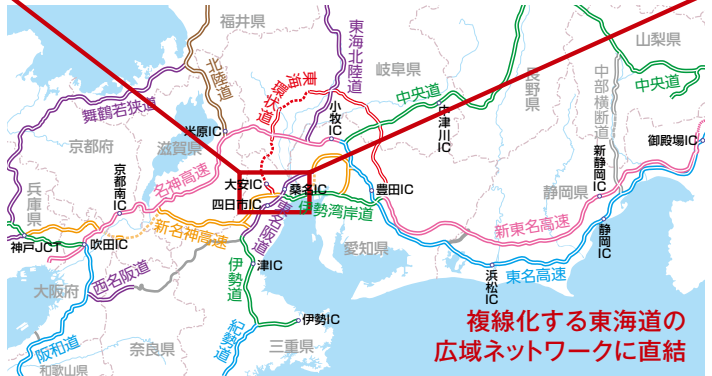 福井県
山梨県
北陸道
東海北陸道
岐阜県
長野県
中央道
東海環状道
中央道
中部横断道
舞鶴若狭道
小牧IC
中津川IC
米原IC
御殿場IC
京都府
滋賀県
新静岡IC
名神高速
京都南IC
大安IC
桑名IC
豊田IC
静岡県
兵庫県
四日市IC
伊勢湾岸道
新東名高速
静岡IC
新名神高速
東名阪道
神戸JCT
吹田IC
愛知県
津IC
浜松IC
東名高速
西名阪道
伊勢道
大阪府
伊勢IC
阪和道
奈良県
紀勢道
三重県
和歌山県
複線化する東海道の
広域ネットワークに直結